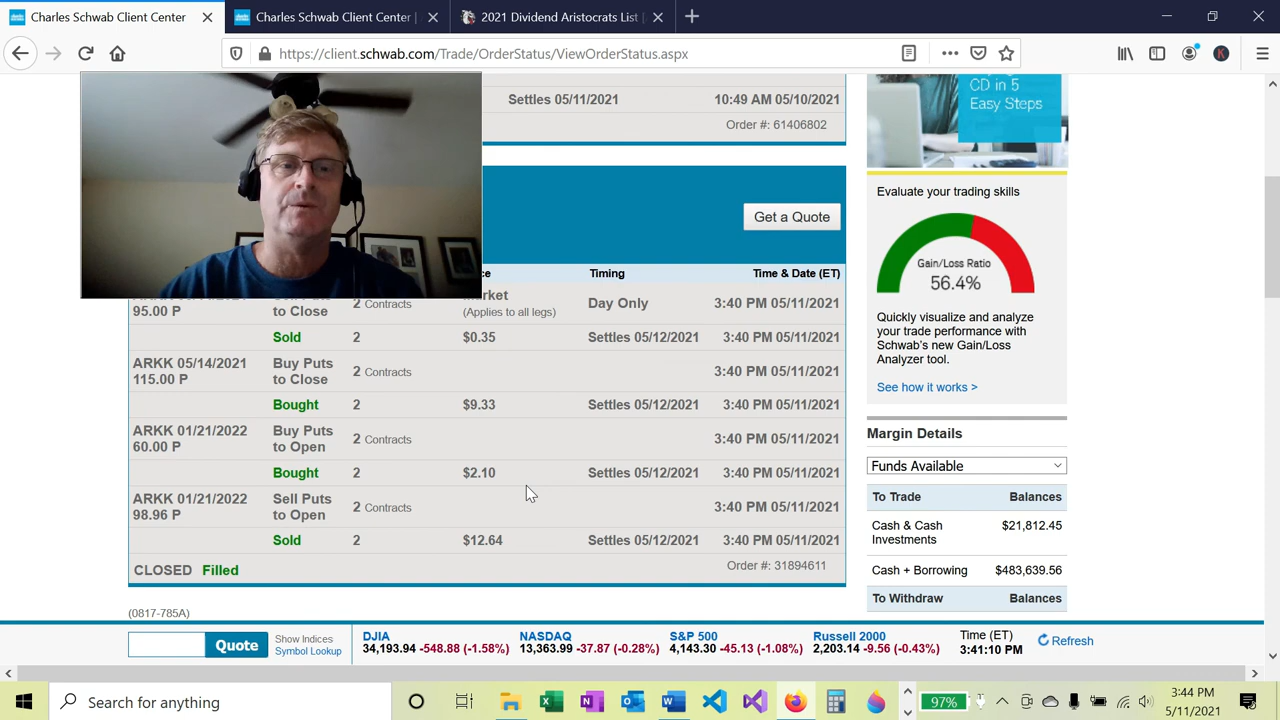 Charles Schwab Client Center
Charles Schwab Client Center |
2021 Dividend Aristocrats List |
https://client.schwab.com/Trade/OrderStatus/ViewOrderStatus.aspx
Settles 05/11/2021
10:49 AM 05/10/2021
Order #: 61406802
Get a Quote
Timing
Time & Date (ET)
95.00 P
to Close
2 Contracts
(Applies to all legs)
Day Only
3:40 PM 05/11/2021
Sold
2
$0.35
Settles 05/12/2021
3:40 PM 05/11/2021
ARKK 05/14/2021
115.00 P
Buy Puts
to Close
2 Contracts
3:40 PM 05/11/2021
Bought
2
$9.33
Settles 05/12/2021
3:40 PM 05/11/2021
ARKK 01/21/2022
60.00 P
Buy Puts
to Open
2 Contracts
3:40 PM 05/11/2021
Bought
2
$2.10
Settles 05/12/2021
3:40 PM 05/11/2021
ARKK 01/21/2022
98.96 P
Sell Puts
to Open
2 Contracts
3:40 PM 05/11/2021
Sold
2
$12.64
Settles 05/12/2021
3:40 PM 05/11/2021
CLOSED Filled
Order #: 31894611
(0817-785A)
CD in 5
Easy Steps
Evaluate your trading skills
Gain/Loss Ratio
56.4%
Quickly visualize and analyze
your trade performance with
Schwab's new Gain/Loss
Analyzer tool.
See how it works >
Margin Details
Funds Available
To Trade
Balances
Cash & Cash
Investments
$21,812.45
Cash + Borrowing
$483,639.56
To Withdraw
Balances
Quote
Show Indices
Symbol Lookup
DJIA
34,193.94 -548.88 (-1.58%)
NASDAQ
13,363.99 -37.87 (-0.28%)
S&P 500
4,143.30 -45.13 (-1.08%)
Russell 2000
2,203.14 -9.56 (-0.43%)
Time (ET)
3:41:10 PM
Refresh
Search for anything
97%
3:44 PM
5/11/2021